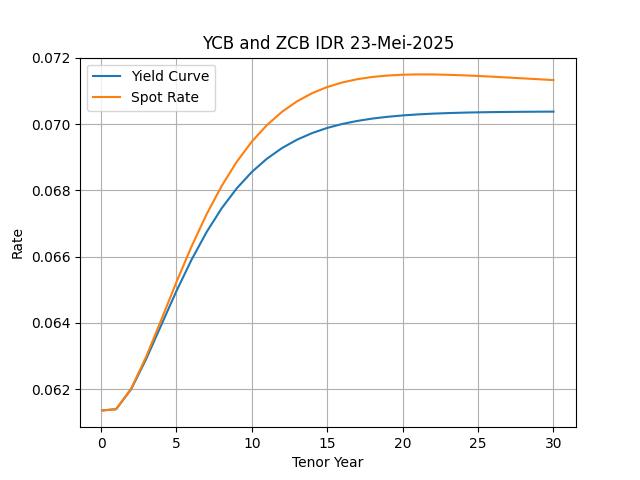 YCB and ZCB IDR 23-Mei-2025
0.072
0.070
0.068
0.066
0.064
0.062
Rate
Yield Curve
Spot Rate
0 5 10 15 20 25 30
Tenor Year